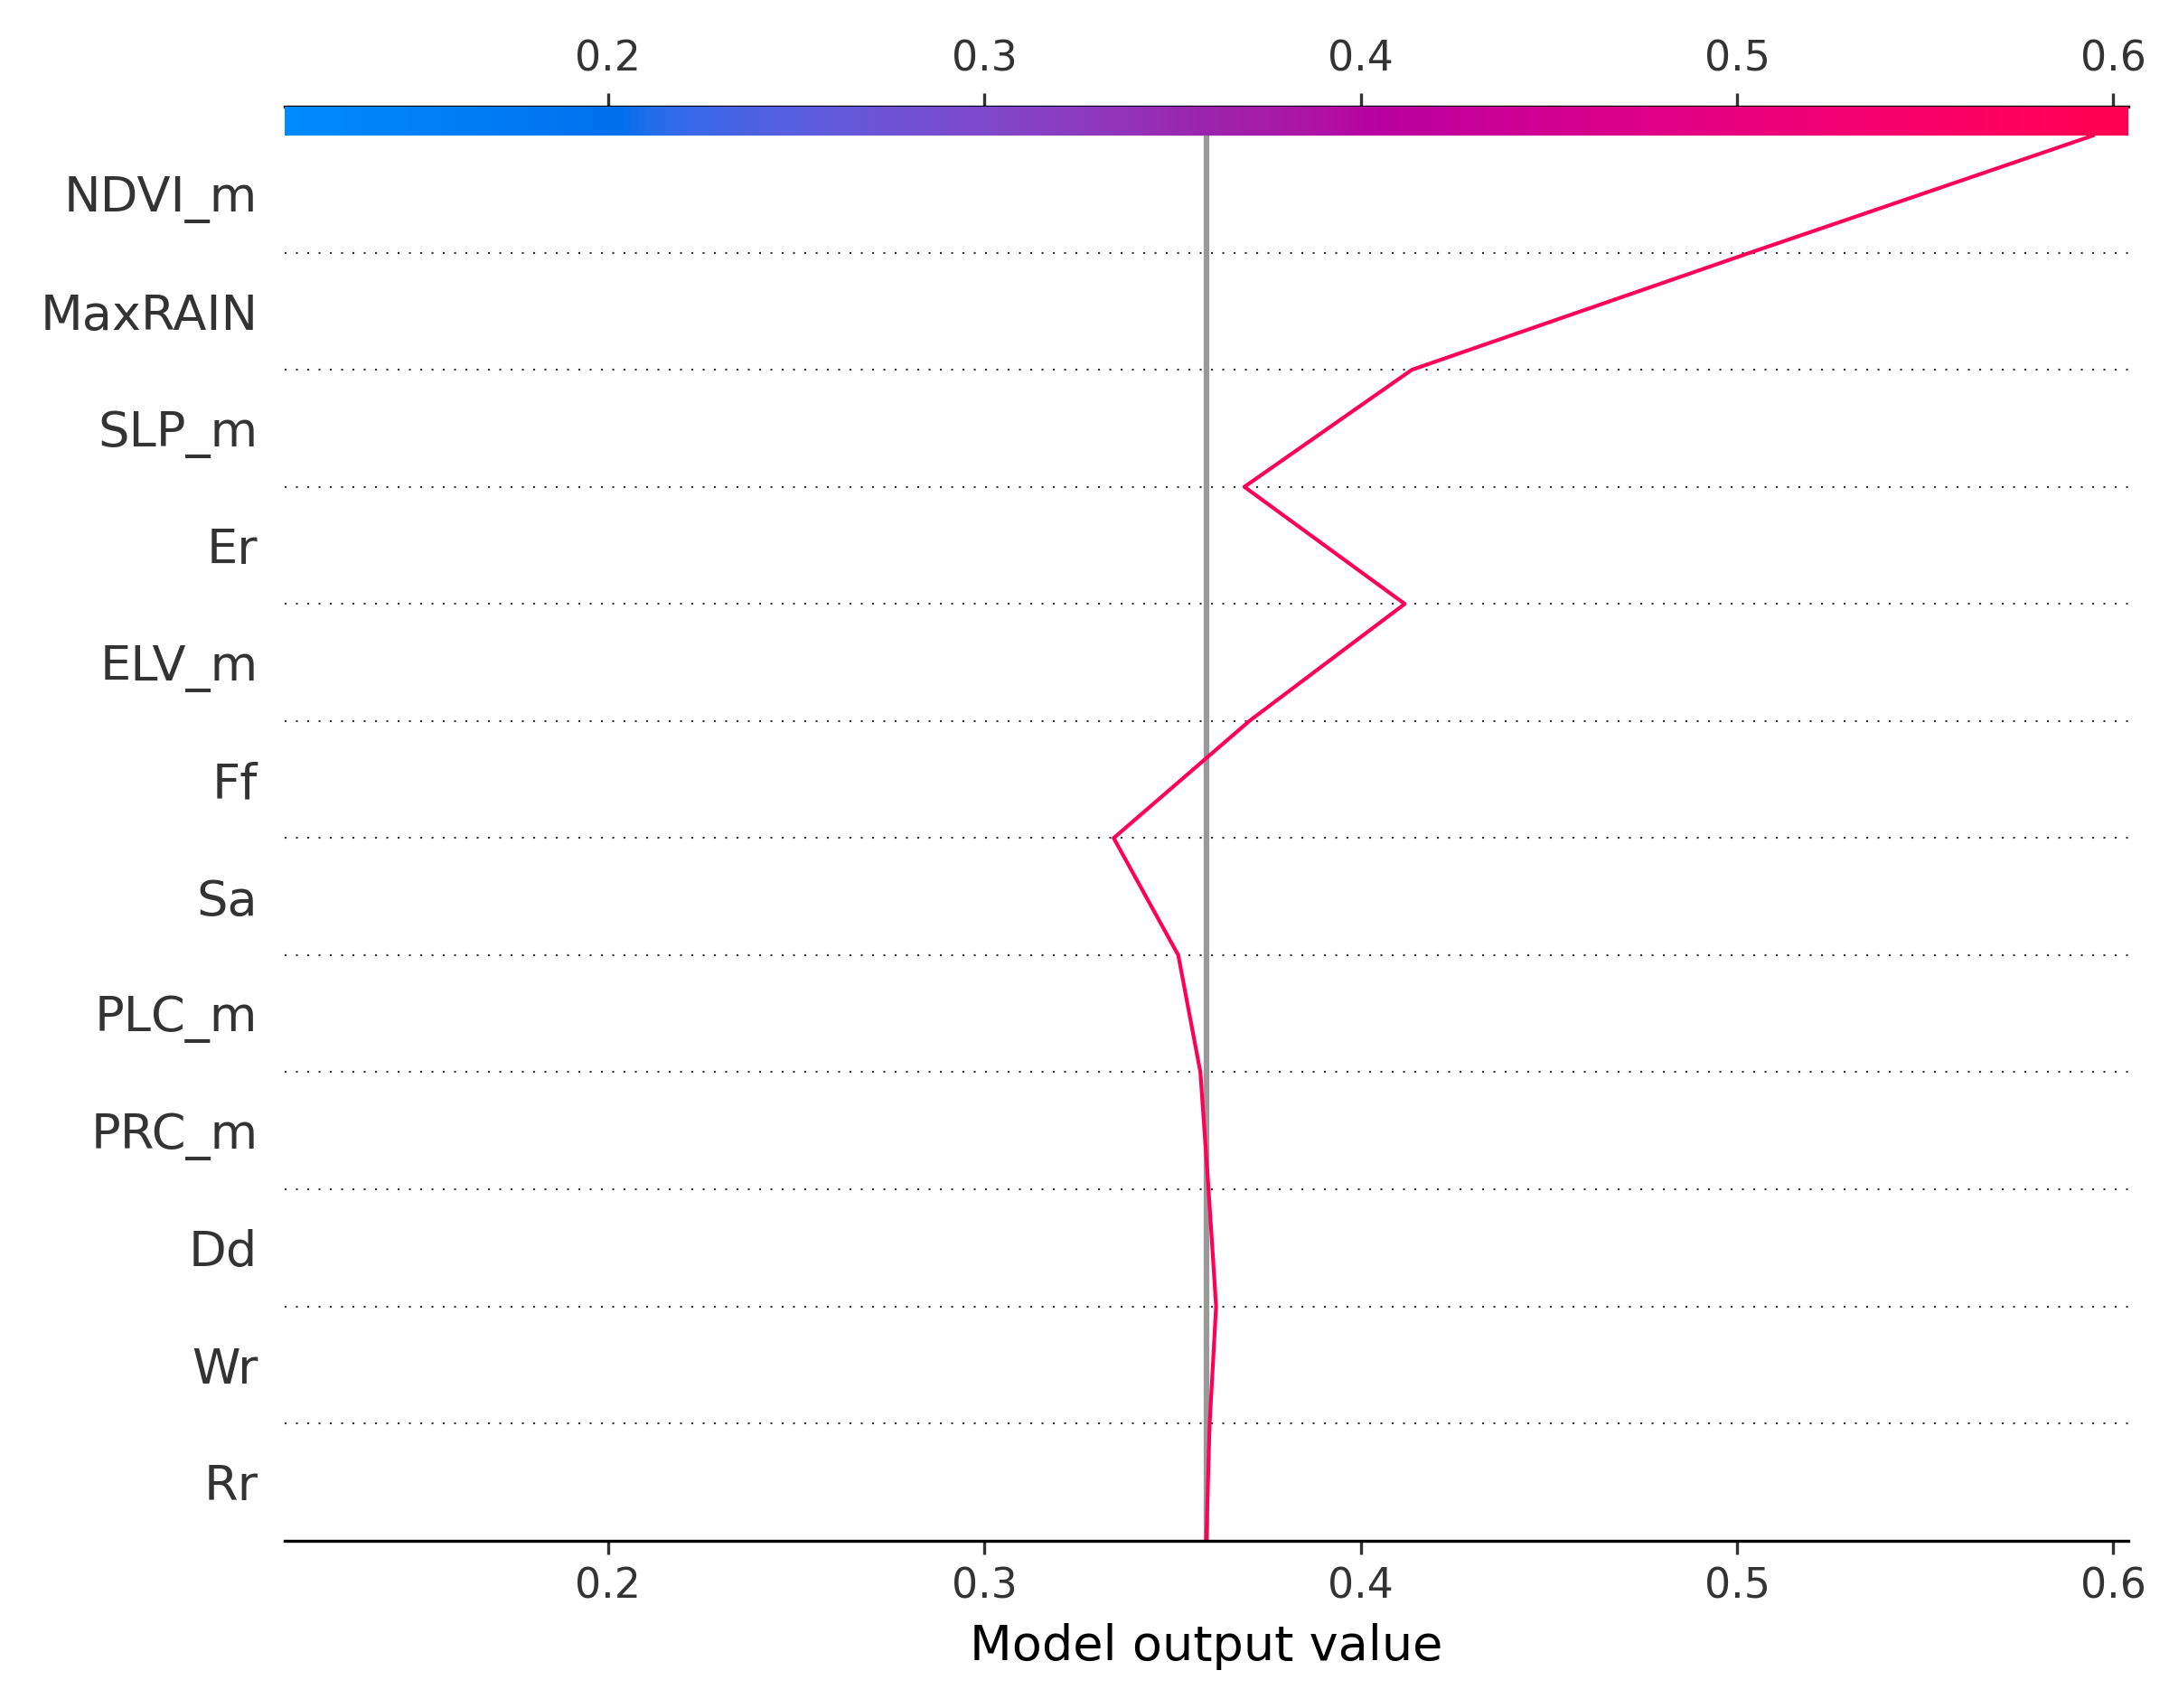 0.2 0.3 0.4 0.5 0.6
NDVI_m
MaxRAIN
SLP_m
Er
ELV_m
Ff
Sa
PLC_m
PRC_m
Dd
Wr
Rr
0.2 0.3 0.4 0.5 0.6
Model output value